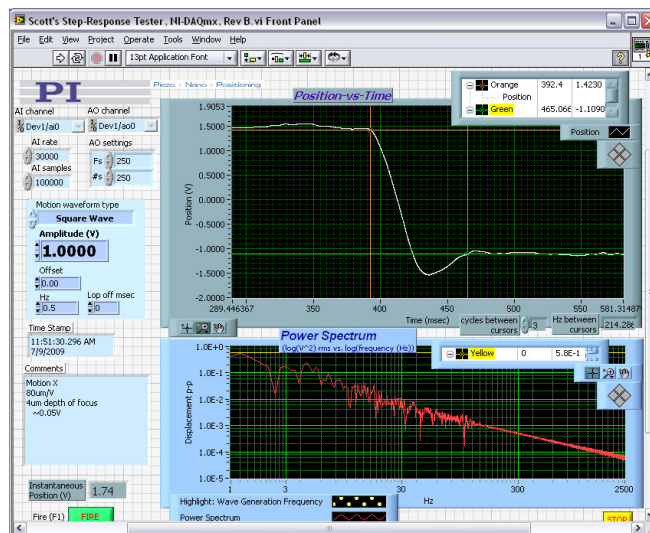 Scott's Step-Response Tester, NI-DAQmx, Rev B.vi Front Panel
File Edit View Project Operate Tools Window Help
13pt Application Font
PI
Piezo - Nano - Positioning
Position-vs-Time
Orange 392.4 1.4230
Position
Green 465.066 -1.1090
Position
AI channel AO channel
Dev1/ai0 Dev1/ao0
AI rate AO settings
30000 Fs 250
AI samples #s 250
100000
Motion waveform type
Square Wave
Amplitude (V)
1.0000
Offset
0.00
Hz Lop off msec
0.5 0
Time Stamp
11:51:30.296 AM
7/9/2009
Comments
Motion X
80um/V
4um depth of focus
~0.05V
Instantaneous
Position (V) 1.74
Fire (F1) FIRE
Position (V)
1.9053
1.5000
1.0000
0.5000
0.0000
-0.5000
-1.0000
-1.5000
-2.0000
289.446367 350 400 450 500 550 581.31487
Time (msec) cycles between cursors 3 Hz between cursors 214.286
Power Spectrum
(log(V^2) rms vs. log(frequency (Hz))
Yellow 0 5.8E-1
Displacement p-p
1.0E+0
1.0E-1
1.0E-2
1.0E-3
1.0E-4
1.0E-5
1 3 30 300 2500
Hz
Highlight: Wave Generation Frequency
Power Spectrum
STOP